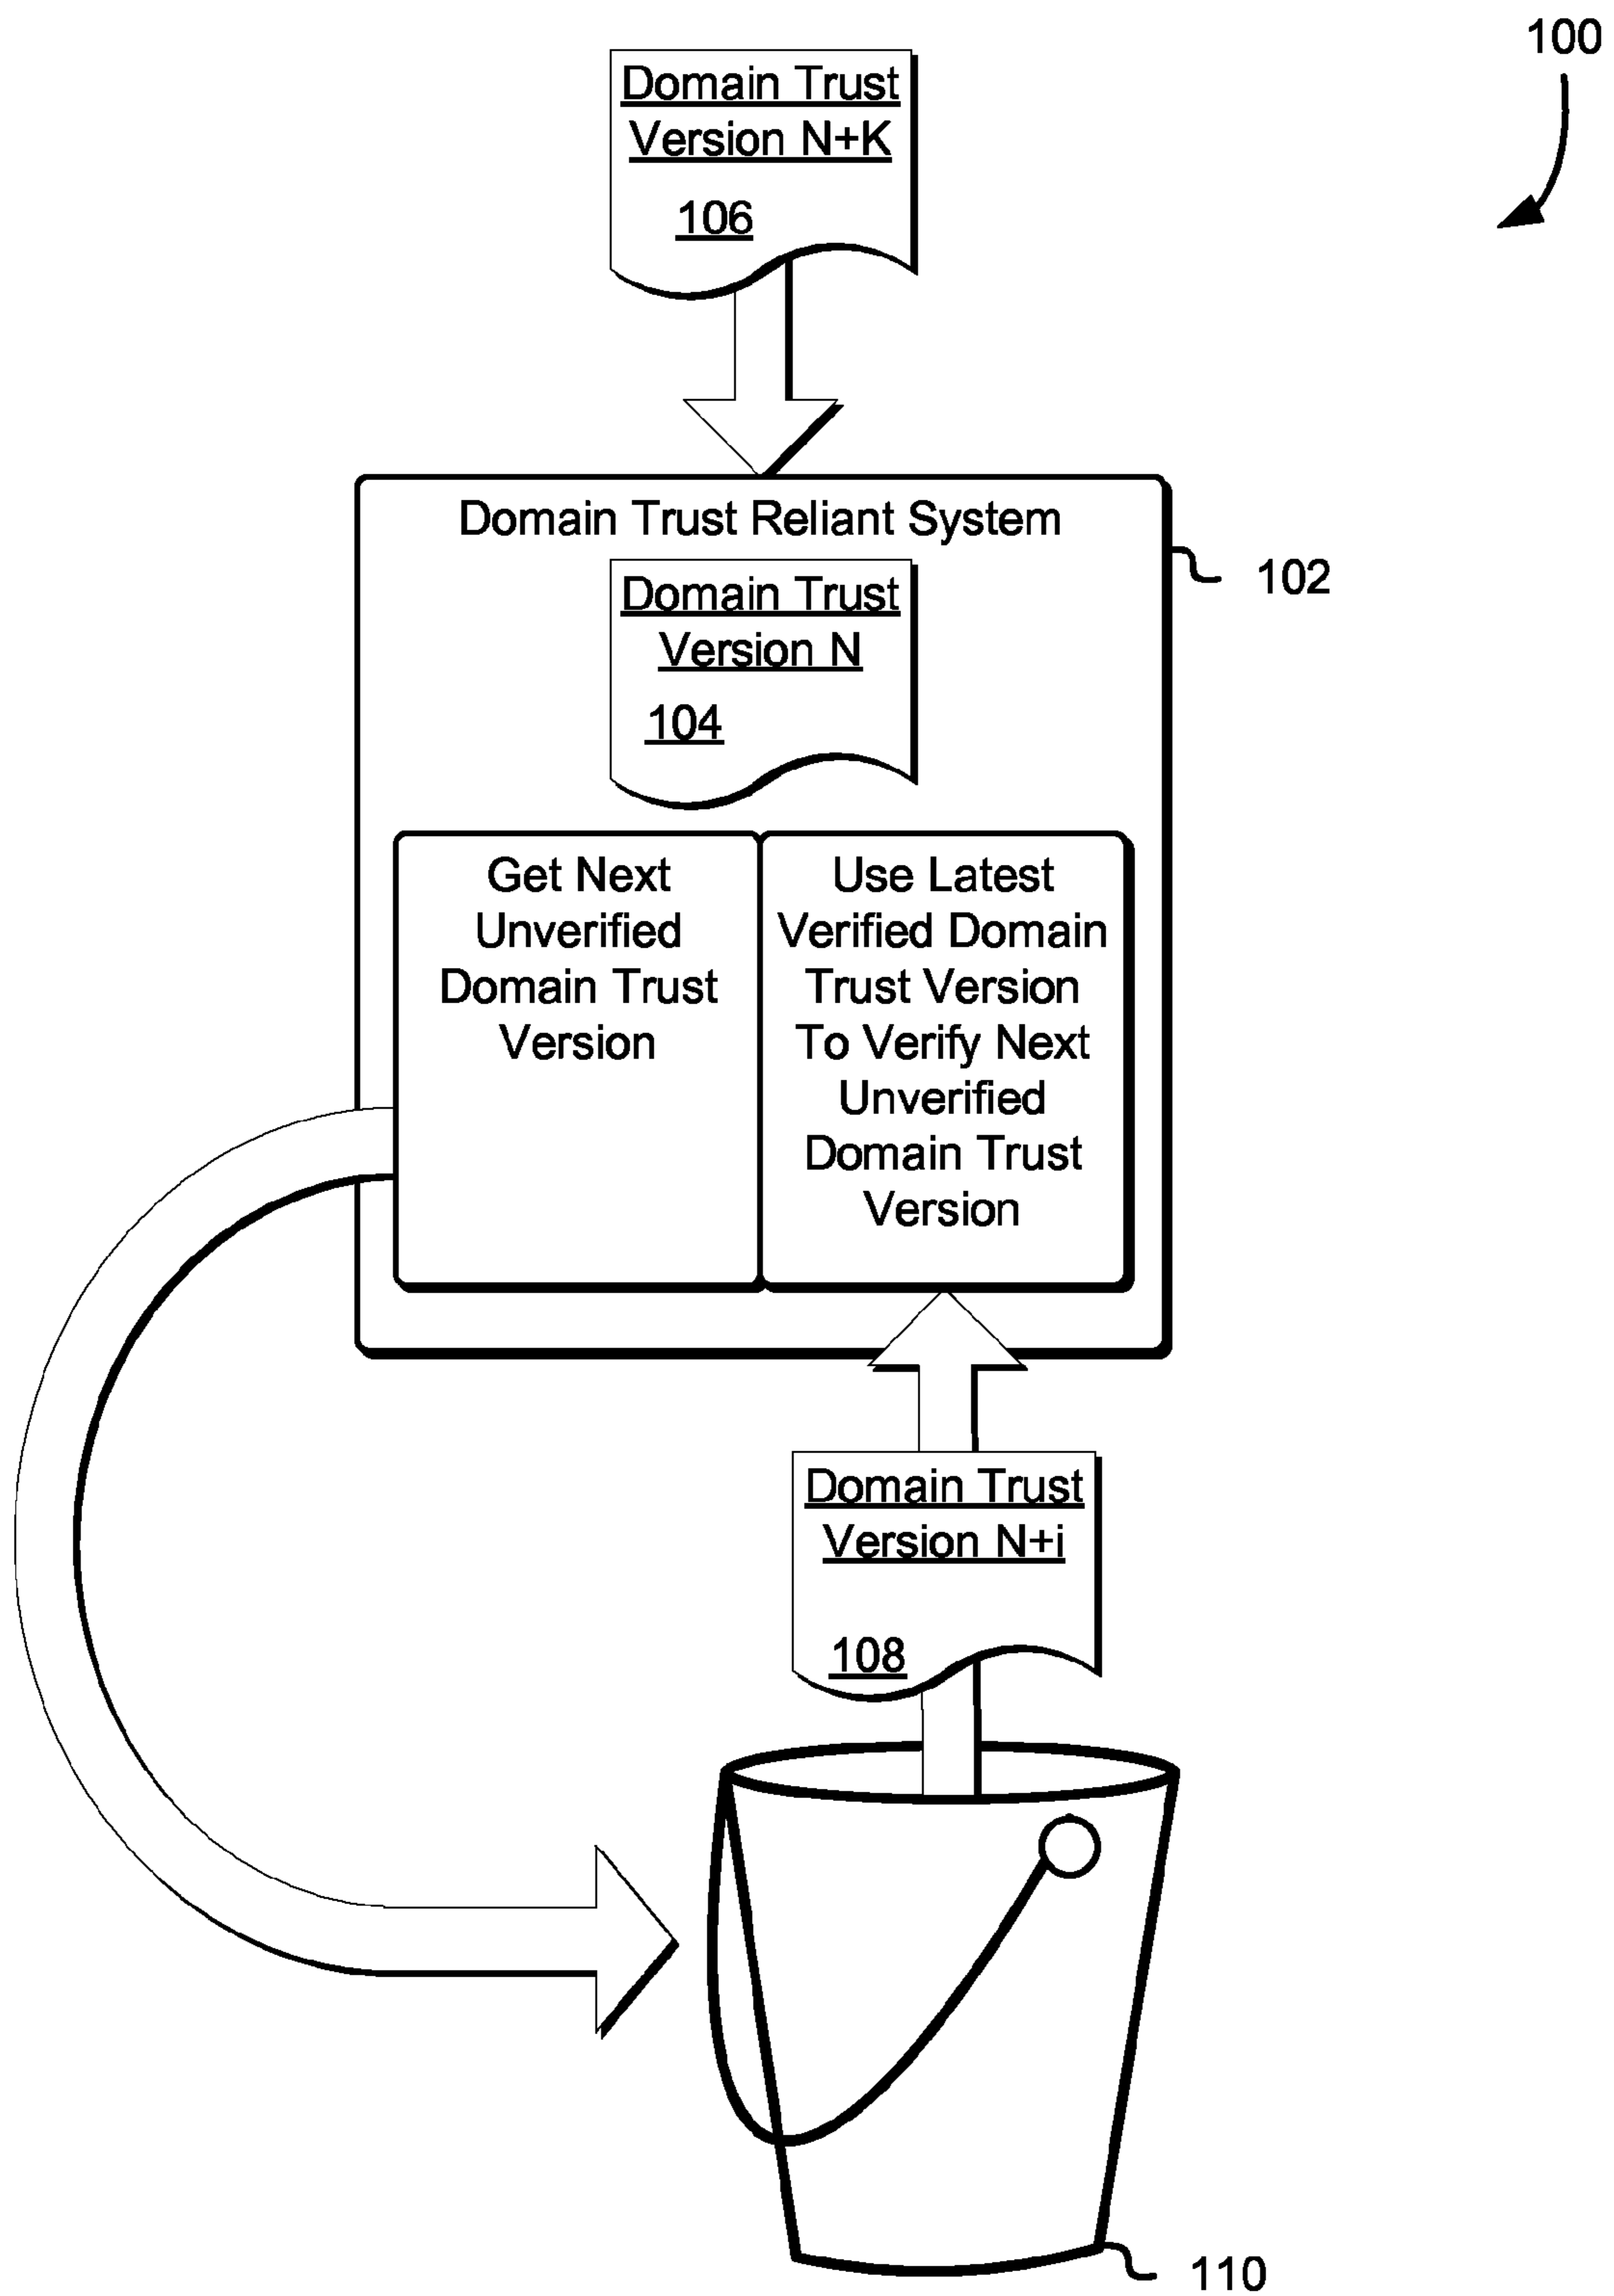 100
Domain Trust
Version N+K
106
Domain Trust Reliant System
102
Domain Trust
Version N
104
Get Next
Unverified
Domain Trust
Version
Use Latest
Verified Domain
Trust Version
To Verify Next
Unverified
Domain Trust
Version
Domain Trust
Version N+i
108
110